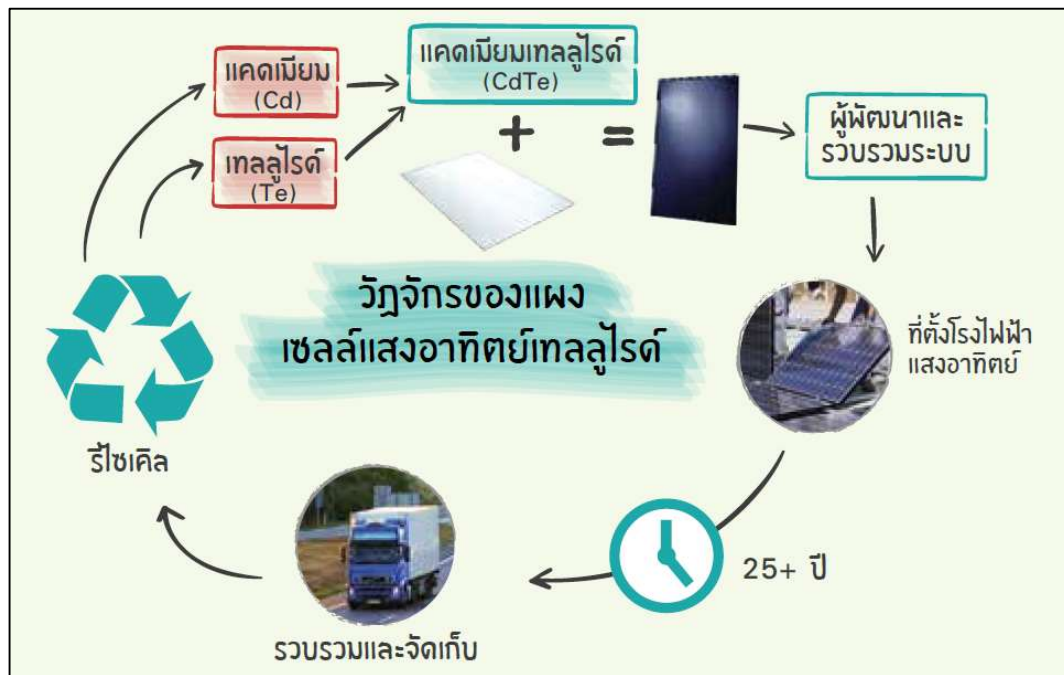 แคดเมียม
(Cd)
แคดเมียมเทลลูไรด์
(CdTe)
เทลลูไรด์
(Te)
+
=
ผู้พัฒนาและ
รวบรวมระบบ
วัฏจักรของแผง
เซลล์แสงอาทิตย์เทลลูไรด์
ที่ตั้งโรงไฟฟ้า
แสงอาทิตย์
รีไซเคิล
25+ ปี
รวบรวมและจัดเก็บ